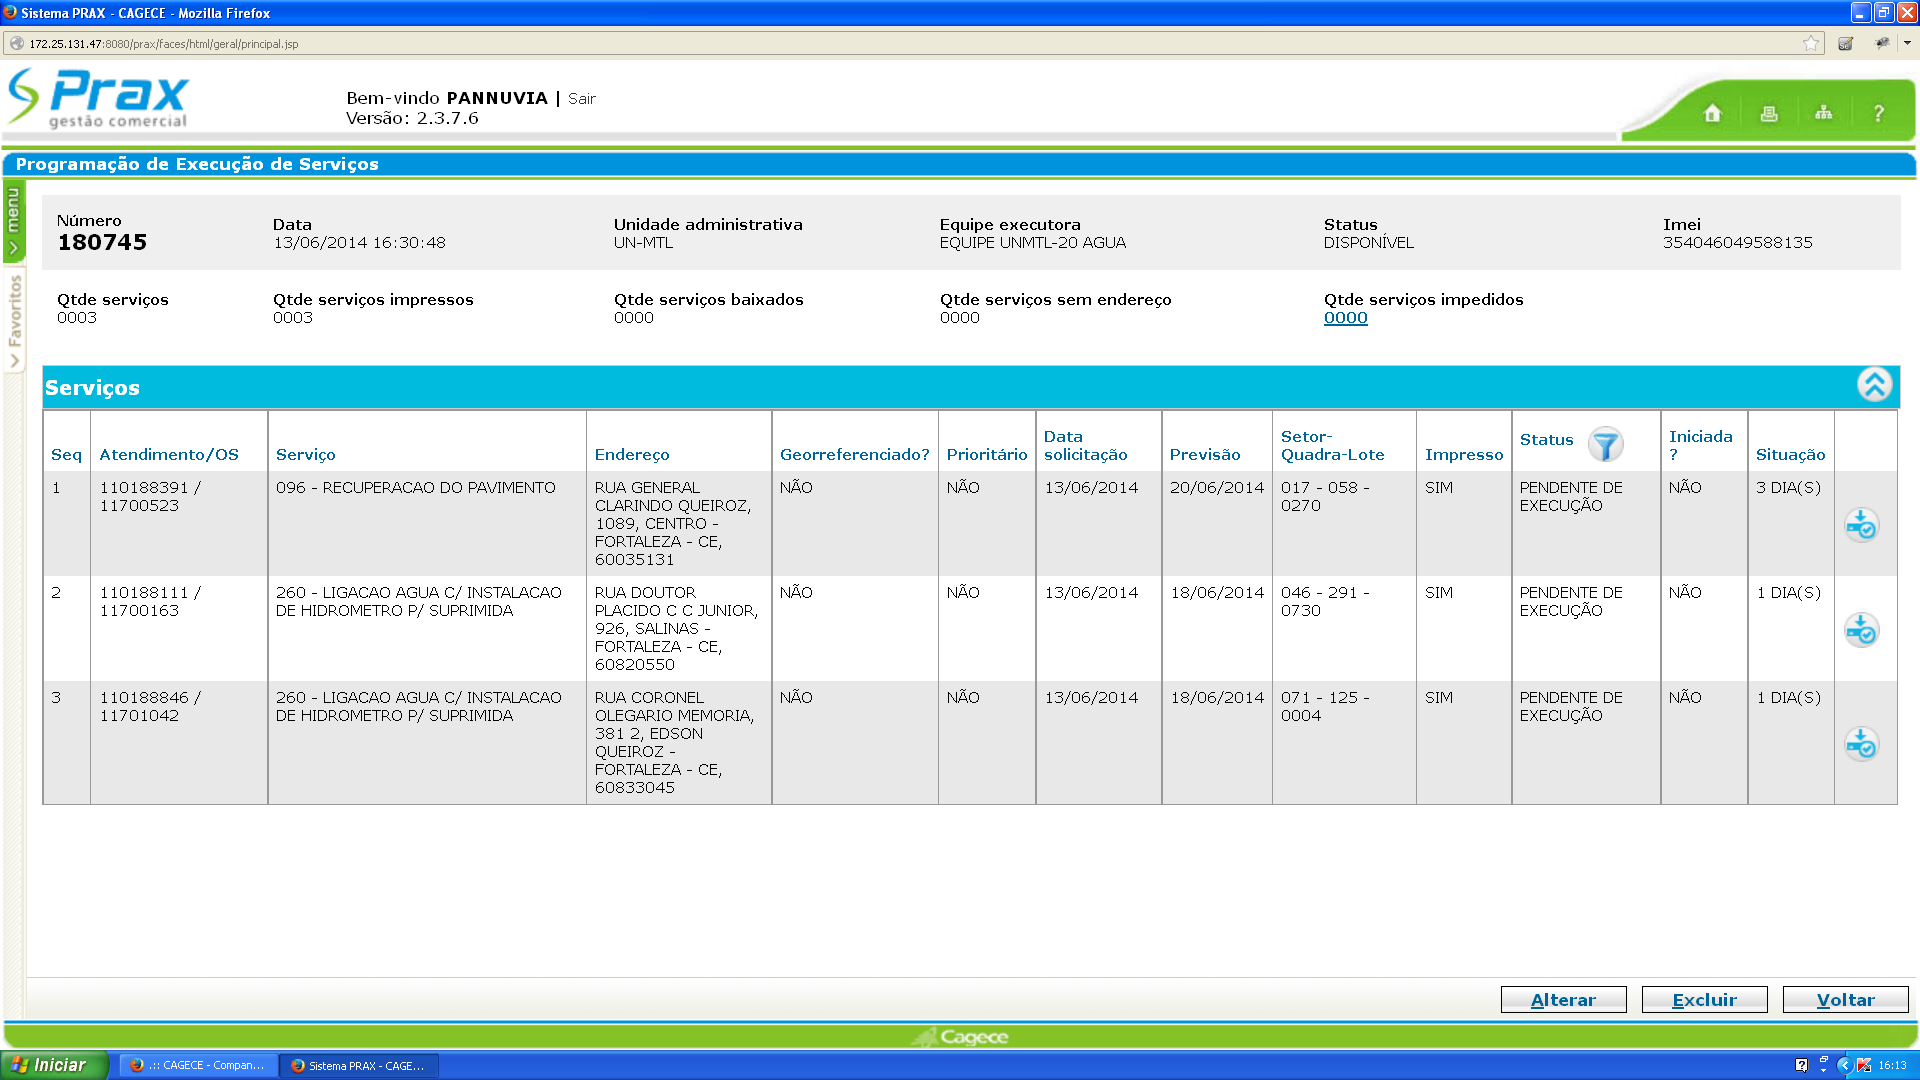 Sistema PRAX - CAGECE - Mozilla Firefox
172.25.131.47:8080/prax/faces/html/geral/principal.jsp
Prax
gestão comercial
Bem-vindo PANNUVIA | Sair
Versão: 2.3.7.6
?
Programação de Execução de Serviços
menu
Favoritos
Número
180745
Data
13/06/2014 16:30:48
Unidade administrativa
UN-MTL
Equipe executora
EQUIPE UNMTL-20 AGUA
Status
DISPONÍVEL
Imei
354046049588135
Qtde serviços
0003
Qtde serviços impressos
0003
Qtde serviços baixados
0000
Qtde serviços sem endereço
0000
Qtde serviços impedidos
0000
Serviços
Seq
Atendimento/OS
Serviço
Endereço
Georreferenciado?
Prioritário
Data
solicitação
Previsão
Setor-
Quadra-Lote
Impresso
Status
Iniciada
?
Situação
1
110188391 /
11700523
096 - RECUPERACAO DO PAVIMENTO
RUA GENERAL
CLARINDO QUEIROZ,
1089, CENTRO -
FORTALEZA - CE,
60035131
NÃO
NÃO
13/06/2014
20/06/2014
017 - 058 -
0270
SIM
PENDENTE DE
EXECUÇÃO
NÃO
3 DIA(S)
2
110188111 /
11700163
260 - LIGACAO AGUA C/ INSTALACAO
DE HIDROMETRO P/ SUPRIMIDA
RUA DOUTOR
PLACIDO C C JUNIOR,
926, SALINAS -
FORTALEZA - CE,
60820550
NÃO
NÃO
13/06/2014
18/06/2014
046 - 291 -
0730
SIM
PENDENTE DE
EXECUÇÃO
NÃO
1 DIA(S)
3
110188846 /
11701042
260 - LIGACAO AGUA C/ INSTALACAO
DE HIDROMETRO P/ SUPRIMIDA
RUA CORONEL
OLEGARIO MEMORIA,
381 2, EDSON
QUEIROZ -
FORTALEZA - CE,
60833045
NÃO
NÃO
13/06/2014
18/06/2014
071 - 125 -
0004
SIM
PENDENTE DE
EXECUÇÃO
NÃO
1 DIA(S)
Alterar
Excluir
Voltar
Cagece
Iniciar
.:: CAGECE - Compan...
Sistema PRAX - CAGE...
16:13